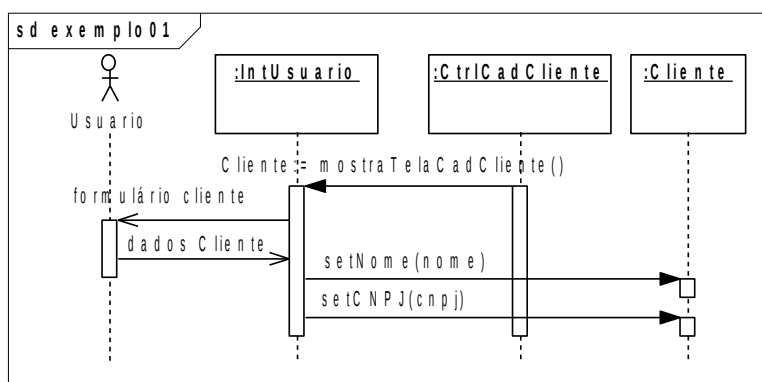 sd exemplo01
:IntUsuario
:CtrlCadCliente
:Cliente
Usuario
Cliente := mostraTelaCadCliente()
formulário cliente
dados Cliente
setNome(nome)
setCNPJ(cnpj)